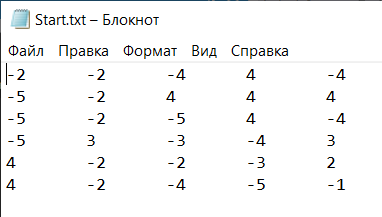 Start.txt – Блокнот
Файл Правка Формат Вид Справка
-2 -2 -4 4 -4
-5 -2 4 4 4
-5 -2 -5 4 -4
-5 3 -3 -4 3
4 -2 -2 -3 2
4 -2 -4 -5 -1